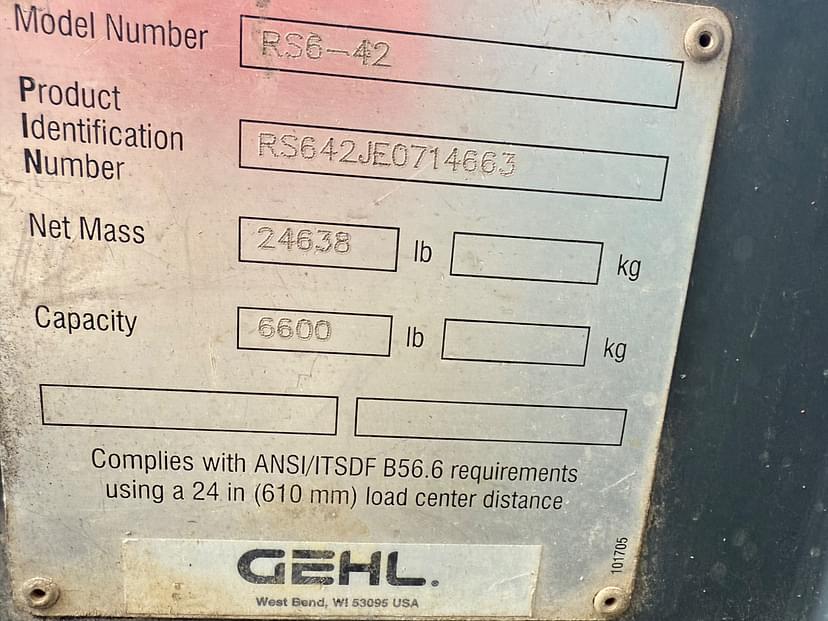 Model Number RS6-42
Product
Identification
Number RS642JE0714663
Net Mass 24638 lb kg
Capacity 6600 lb kg
Complies with ANSI/ITSDF B56.6 requirements
using a 24 in (610 mm) load center distance
GEHL.
West Bend, WI 53095 USA
101705